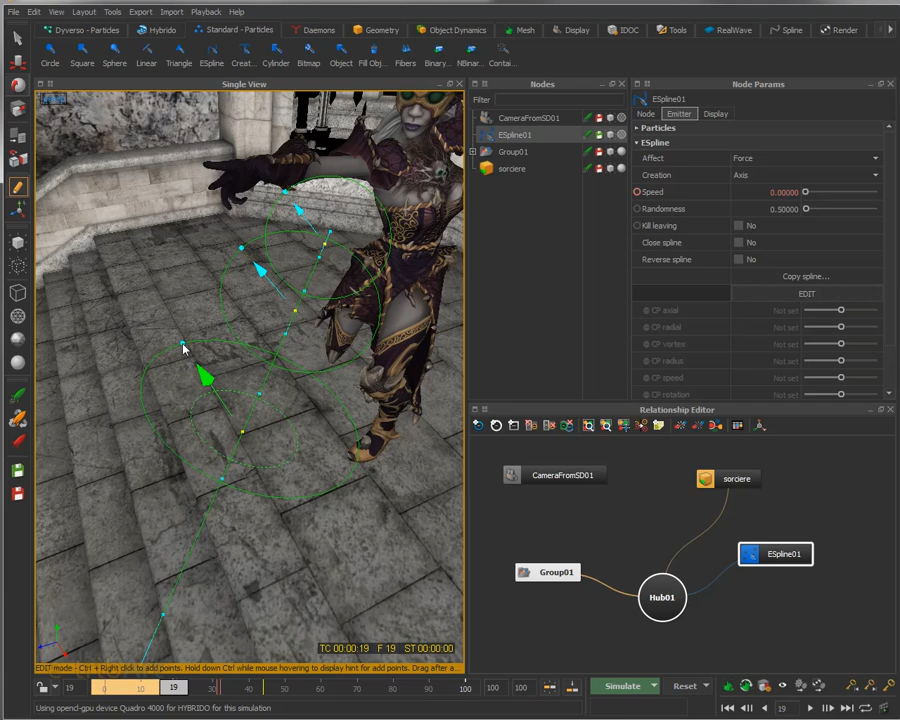 File Edit View Layout Tools Export Import Playback Help
Dyverso - Particles Hybrido Standard - Particles Daemons Geometry Object Dynamics Mesh Display IDOC Tools RealWave Spline Render
Circle Square Sphere Linear Triangle ESpline Creat... Cylinder Bitmap Object Fill Obj... Fibers Binary... NBinar... Contai...
Single View
Nodes
Node Params
Filter
CameraFromSD01
ESpline01
Group01
sorciere
ESpline01
Node Emitter Display
Particles
ESpline
Affect Force
Creation Axis
Speed 0.00000
Randomness 0.50000
Kill leaving No
Close spline No
Reverse spline No
Copy spline...
EDIT
@ CP axial Not set
@ CP radial Not set
@ CP vortex Not set
@ CP radius Not set
@ CP speed Not set
@ CP rotation Not set
Relationship Editor
CameraFromSD01
sorciere
ESpline01
Group01
Hub01
TC 00:00:19 F 19 ST 00:00:00
EDIT mode - Ctrl + Right click to add points. Hold down Ctrl while mouse hovering to display hint for add points. Drag after a...
19 0 10 19 30 40 50 60 70 80 90 100 100 100
Simulate Reset
Using opencl-gpu device Quadro 4000 for HYBRIDO for this simulation
19